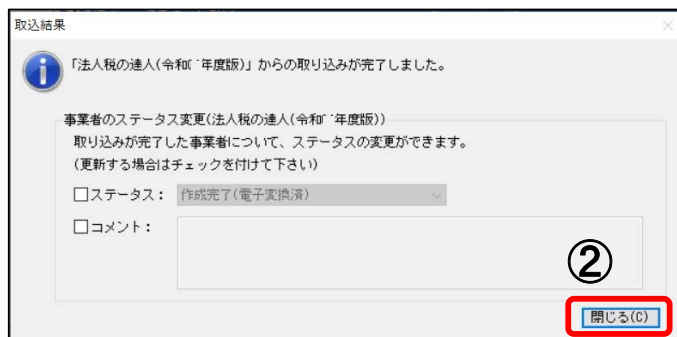 取込結果
「法人税の達人(令和 年度版)」からの取り込みが完了しました。
事業者のステータス変更(法人税の達人(令和 年度版))
取り込みが完了した事業者について、ステータスの変更ができます。
(更新する場合はチェックを付けて下さい)
ステータス： 作成完了(電子変換済)
コメント：
②
閉じる(C)